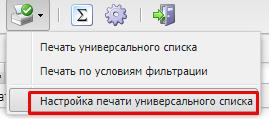 Σ
Печать универсального списка
Печать по условиям фильтрации
Настройка печати универсального списка